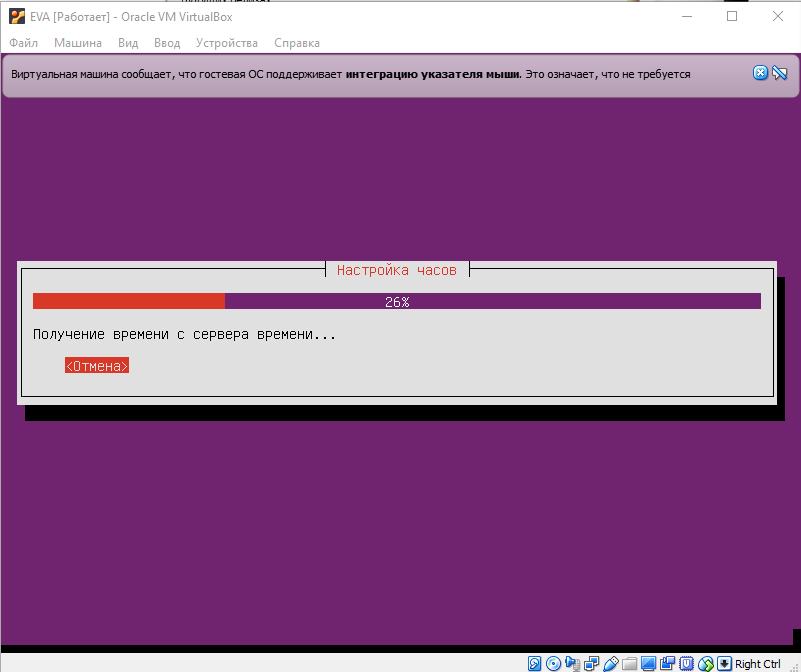 EVA [Работает] - Oracle VM VirtualBox
Файл Машина Вид Ввод Устройства Справка
Виртуальная машина сообщает, что гостевая ОС поддерживает интеграцию указателя мыши. Это означает, что не требуется
Настройка часов
26%
Получение времени с сервера времени...
<Отмена>
Right Ctrl